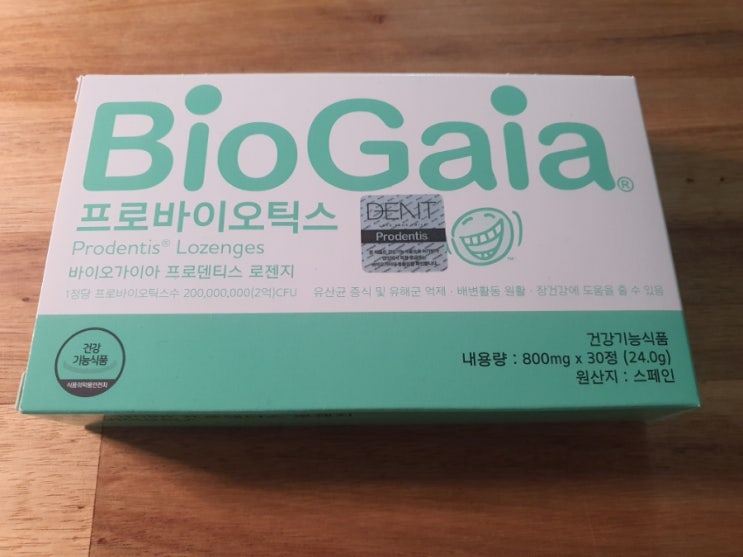 BioGaia®
프로바이오틱스
Prodentis® Lozenges
바이오가이아 프로덴티스 로젠지
1정당 프로바이오틱스수 200,000,000(2억)CFU
유산균 증식 및 유해균 억제 · 배변활동 원활 · 장건강에 도움을 줄 수 있음
DENT
Prodentis
TM
건강
기능식품
식품의약품안전처
건강기능식품
내용량 : 800mg x 30정 (24.0g)
원산지 : 스페인